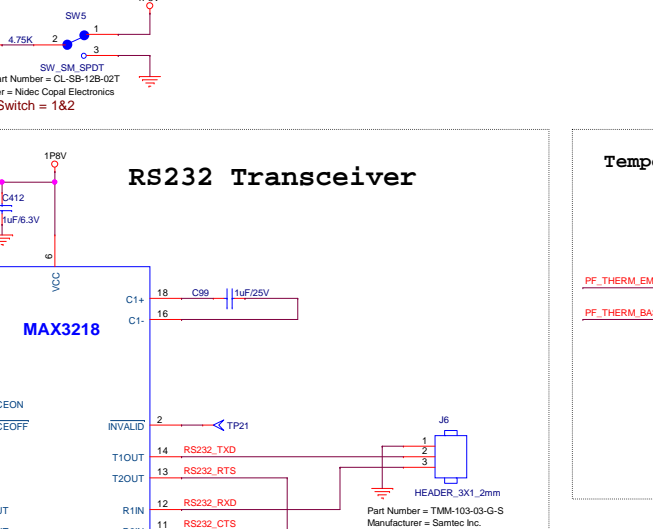 SW5
1
4.75K
2
3
SW_SM_SPDT
Part Number = CL-SB-12B-02T
= Nidec Copal Electronics
Switch = 1&2
1P8V
RS232 Transceiver
C412
1uF/6.3V
6
VCC
C1+
18
C99
1uF/25V
C1-
16
MAX3218
PF_THERM_EM
PF_THERM_BA
CEON
CEOFF
INVALID
2
TP21
J6
T1OUT
14
RS232_TXD
1
2
3
T2OUT
13
RS232_RTS
HEADER_3X1_2mm
R1IN
12
RS232_RXD
Part Number = TMM-103-03-G-S
Manufacturer = Samtec Inc.
11
RS232_CTS